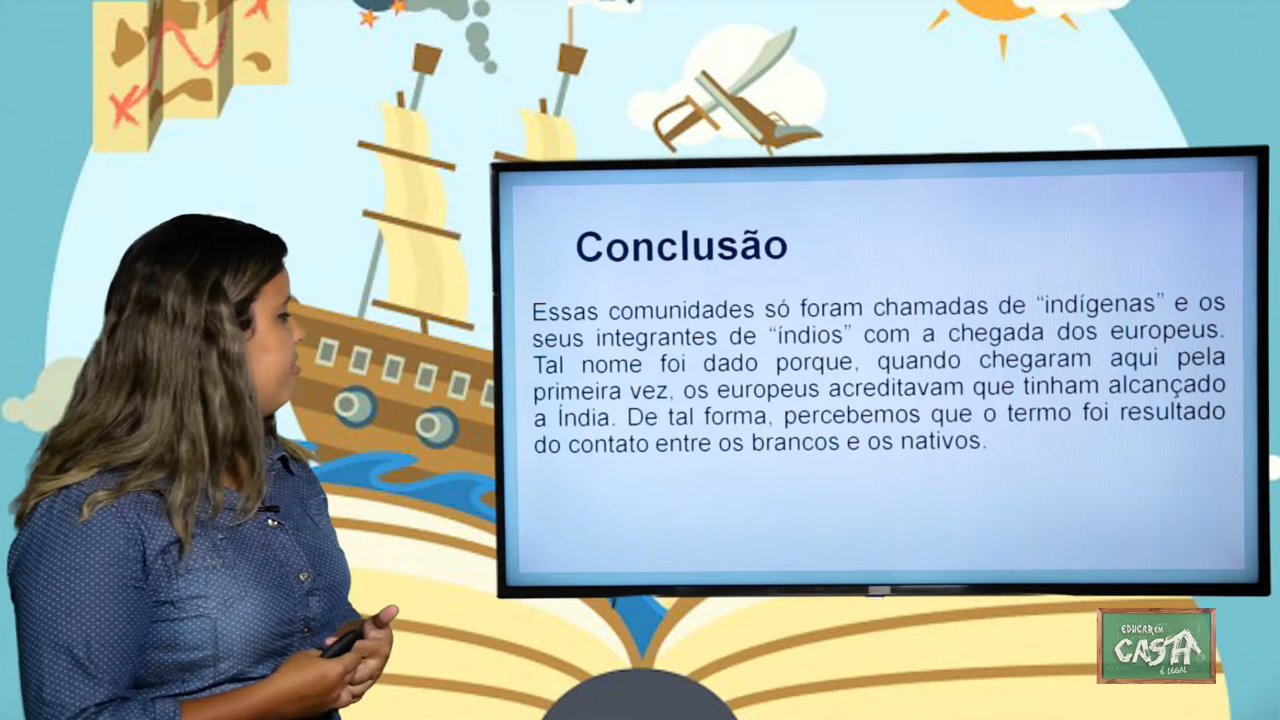 Conclusão
Essas comunidades só foram chamadas de “indígenas” e os
seus integrantes de “índios” com a chegada dos europeus.
Tal nome foi dado porque, quando chegaram aqui pela
primeira vez, os europeus acreditavam que tinham alcançado
a Índia. De tal forma, percebemos que o termo foi resultado
do contato entre os brancos e os nativos.
EDUCAR EM
CASA
É LEGAL